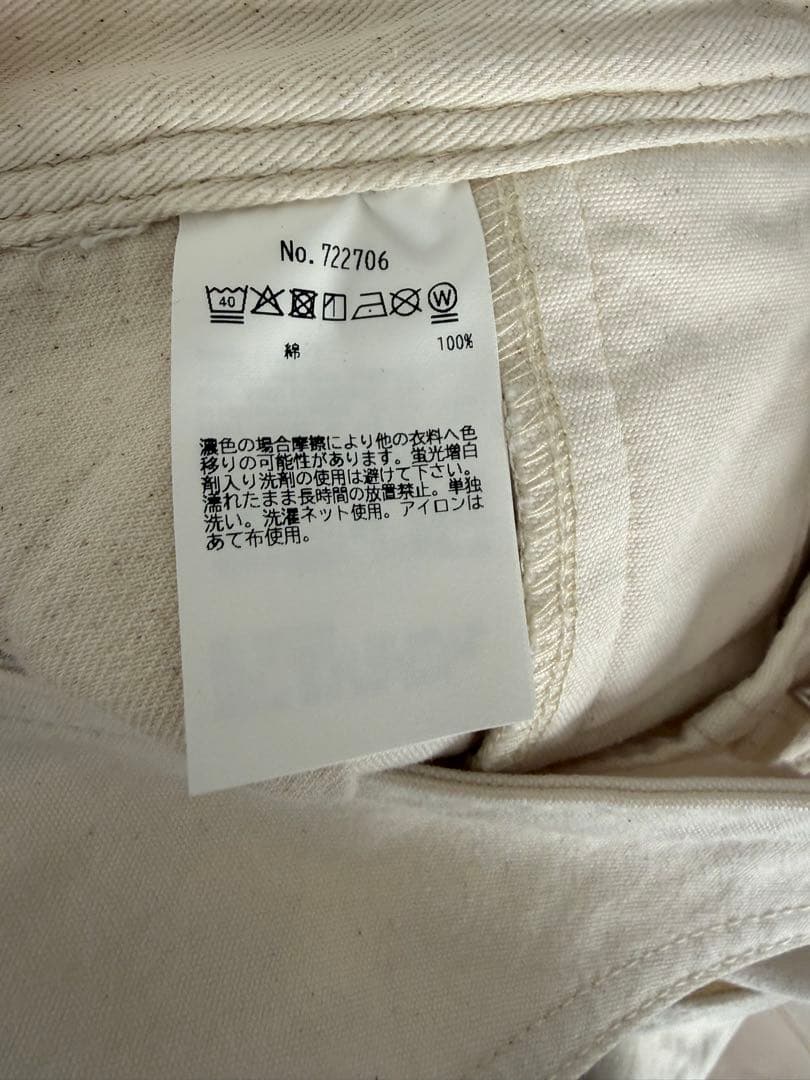 No. 722706
40 W
綿 100%
濃色の場合摩擦により他の衣料へ色
移りの可能性があります。蛍光増白
剤入り洗剤の使用は避けて下さい。
濡れたまま長時間の放置禁止。単独
洗い。洗濯ネット使用。アイロンは
あて布使用。